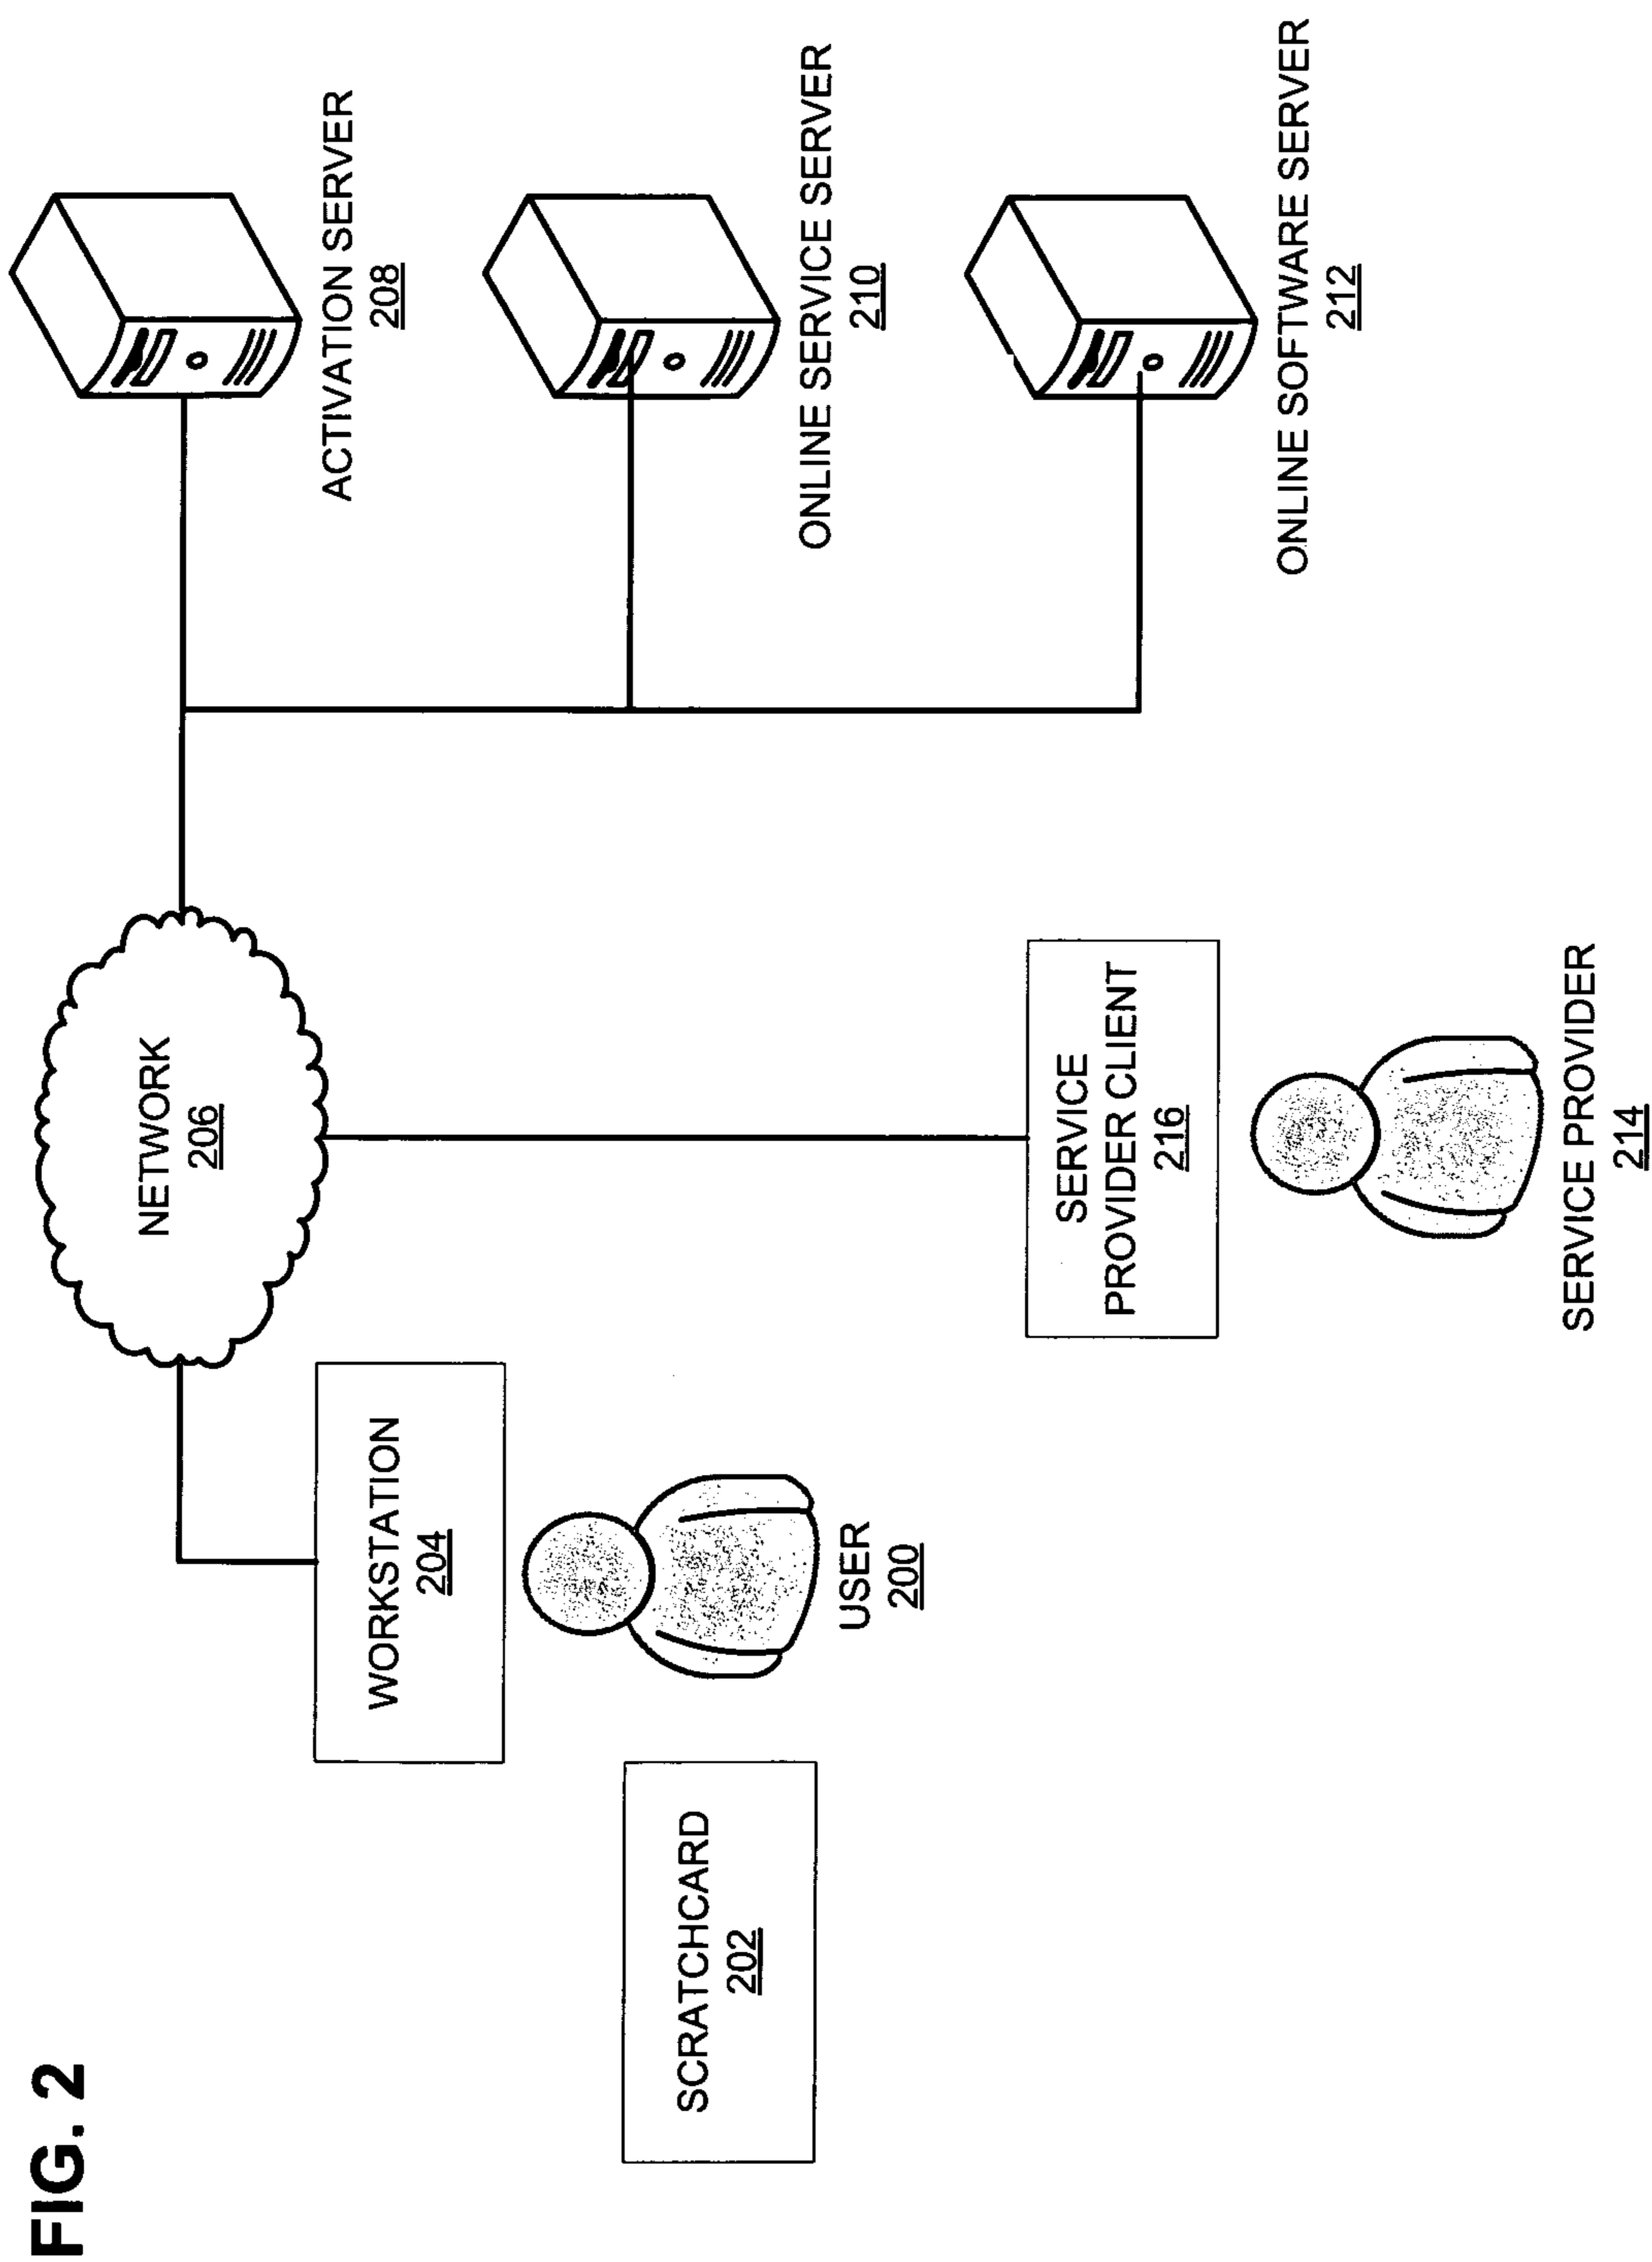 FIG. 2
SCRATCHCARD
202
WORKSTATION
204
USER
200
NETWORK
206
SERVICE
PROVIDER CLIENT
216
SERVICE PROVIDER
214
ACTIVATION SERVER
208
ONLINE SERVICE SERVER
210
ONLINE SOFTWARE SERVER
212